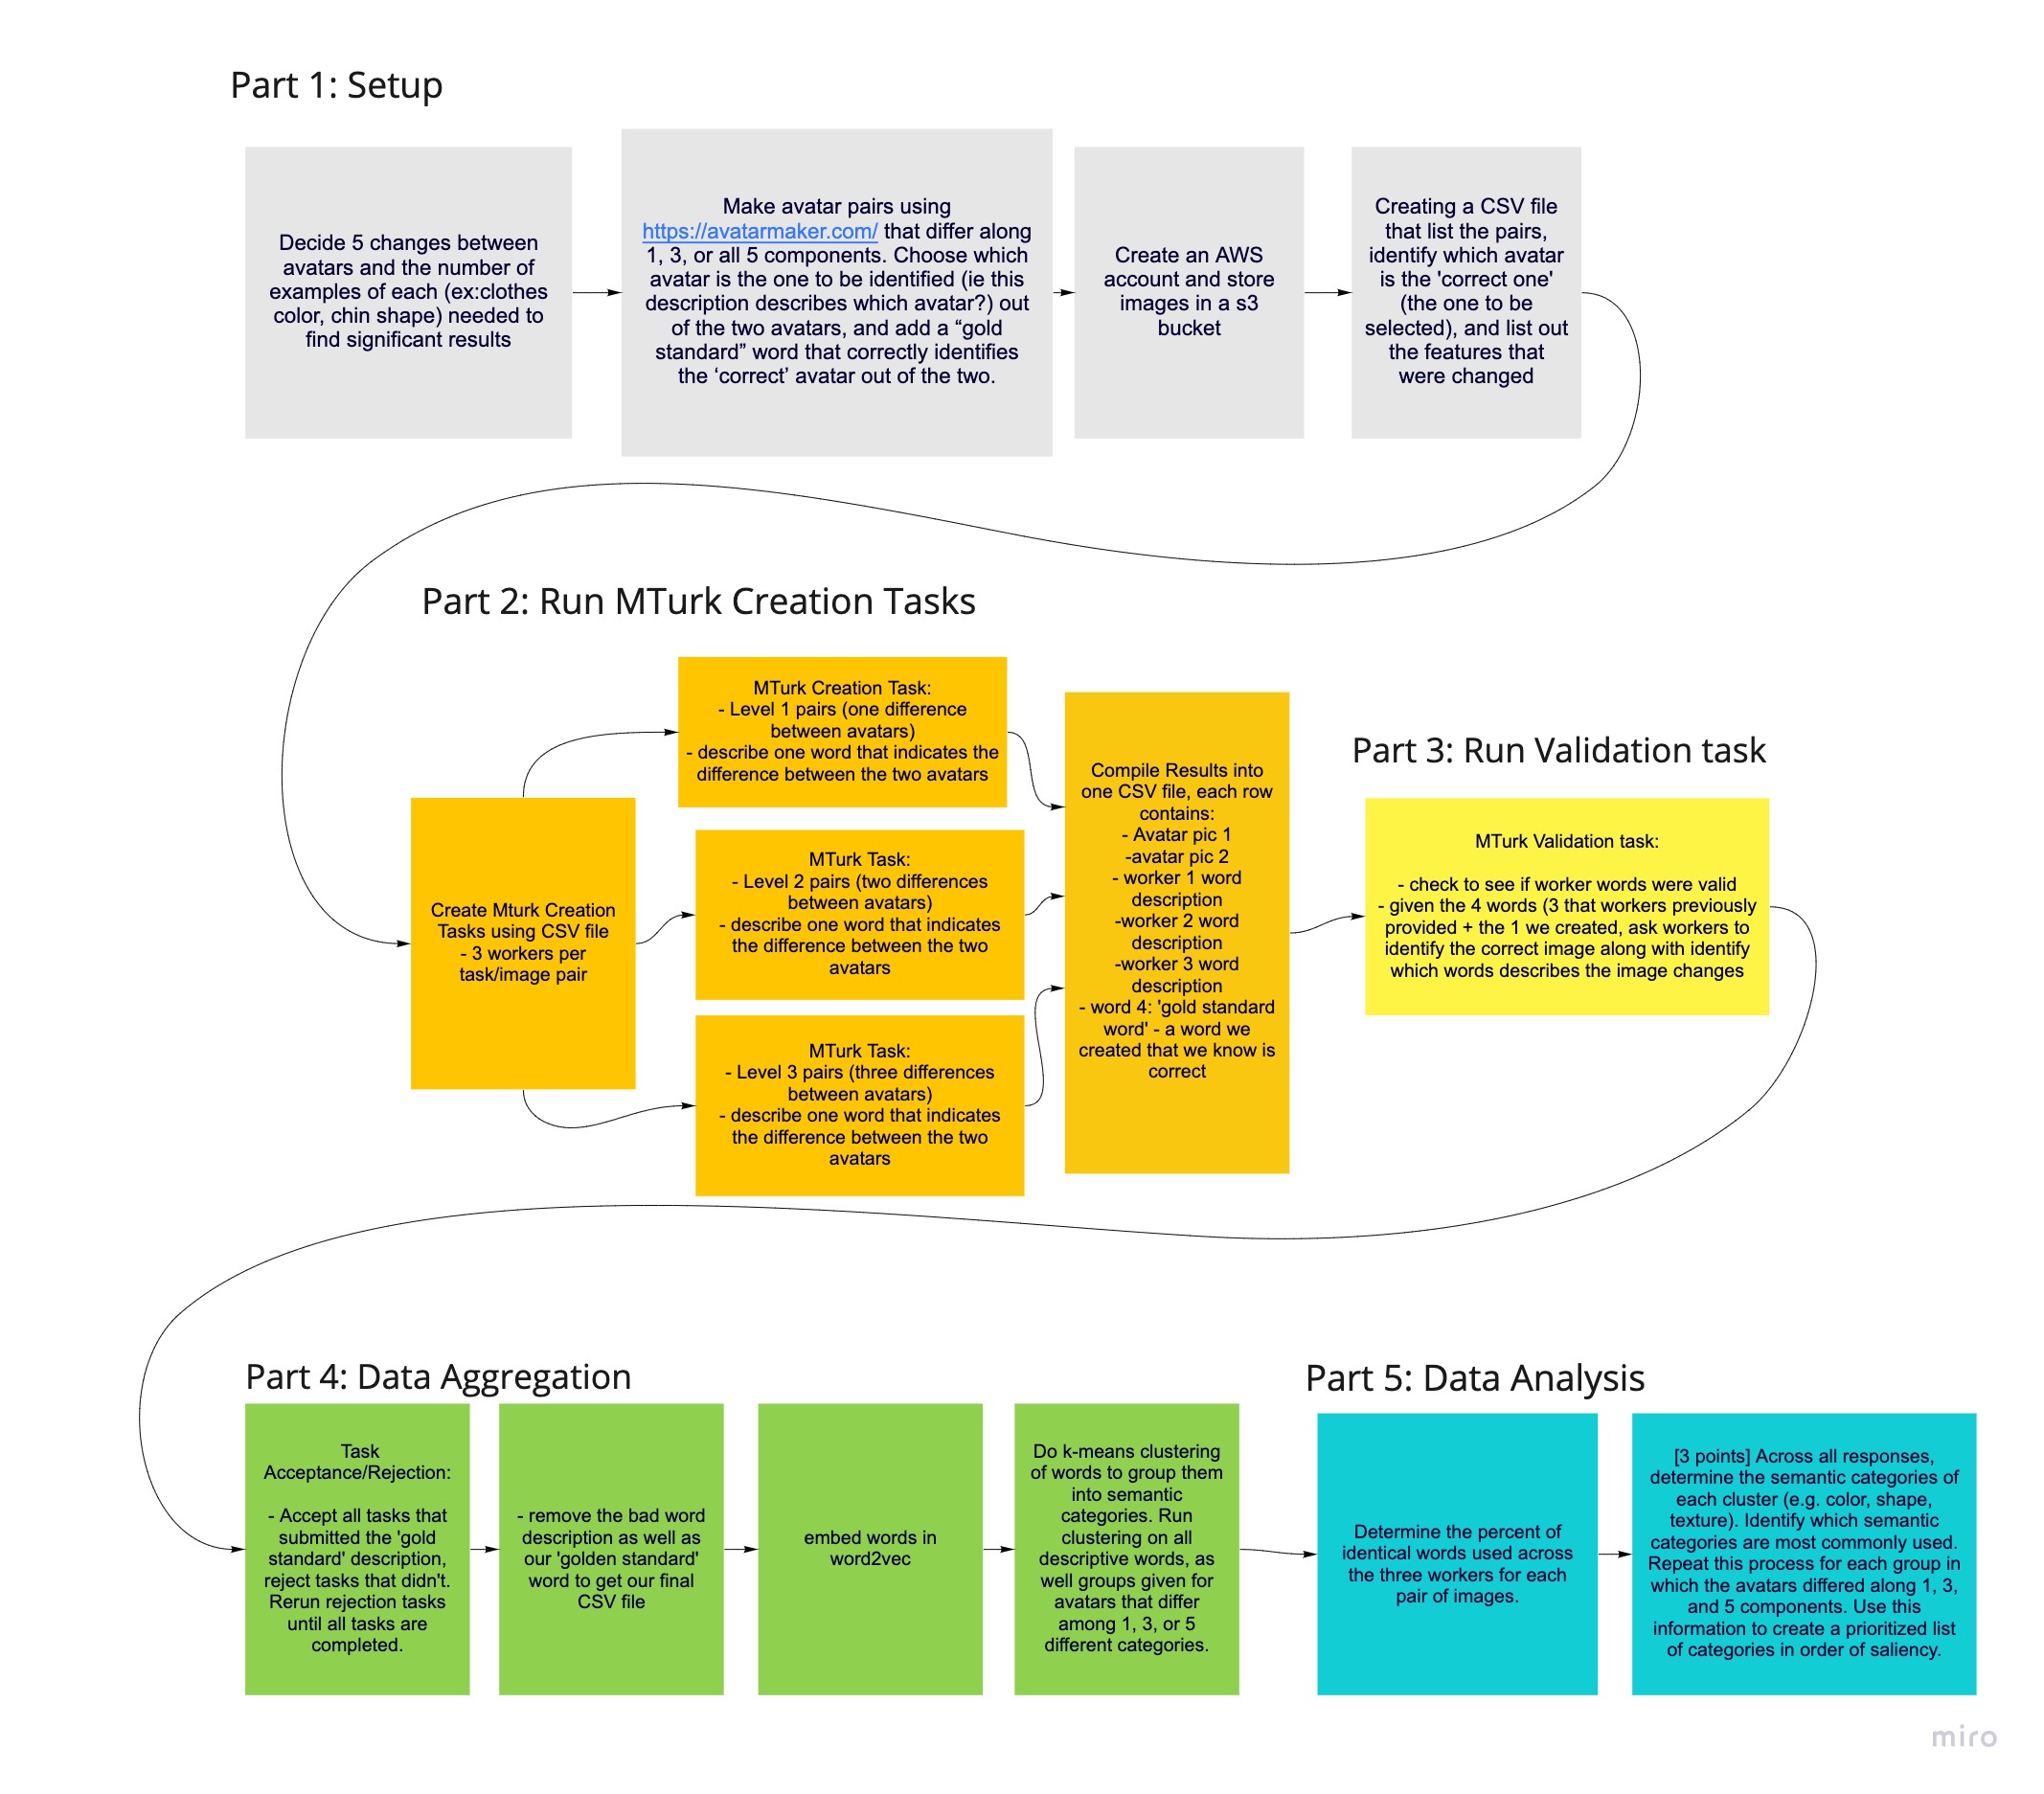 Part 1: Setup
Decide 5 changes between
avatars and the number of
examples of each (ex:clothes
color, chin shape) needed to
find significant results
Make avatar pairs using
https://avatarmaker.com/ that differ along
1, 3, or all 5 components. Choose which
avatar is the one to be identified (ie this
description describes which avatar?) out
of the two avatars, and add a “gold
standard” word that correctly identifies
the ‘correct’ avatar out of the two.
Create an AWS
account and store
images in a s3
bucket
Creating a CSV file
that list the pairs,
identify which avatar
is the 'correct one'
(the one to be
selected), and list out
the features that
were changed
Part 2: Run MTurk Creation Tasks
Create Mturk Creation
Tasks using CSV file
- 3 workers per
task/image pair
MTurk Creation Task:
- Level 1 pairs (one difference
between avatars)
- describe one word that indicates the
difference between the two avatars
MTurk Task:
- Level 2 pairs (two differences
between avatars)
- describe one word that indicates
the difference between the two
avatars
MTurk Task:
- Level 3 pairs (three differences
between avatars)
- describe one word that indicates
the difference between the two
avatars
Compile Results into
one CSV file, each row
contains:
- Avatar pic 1
-avatar pic 2
- worker 1 word
description
-worker 2 word
description
-worker 3 word
description
- word 4: 'gold standard
word' - a word we
created that we know is
correct
Part 3: Run Validation task
MTurk Validation task:
- check to see if worker words were valid
- given the 4 words (3 that workers previously
provided + the 1 we created, ask workers to
identify the correct image along with identify
which words describes the image changes
Part 4: Data Aggregation
Task
Acceptance/Rejection:
- Accept all tasks that
submitted the 'gold
standard' description,
reject tasks that didn't.
Rerun rejection tasks
until all tasks are
completed.
- remove the bad word
description as well as
our 'golden standard'
word to get our final
CSV file
embed words in
word2vec
Do k-means clustering
of words to group them
into semantic
categories. Run
clustering on all
descriptive words, as
well groups given for
avatars that differ
among 1, 3, or 5
different categories.
Part 5: Data Analysis
Determine the percent of
identical words used across
the three workers for each
pair of images.
[3 points] Across all responses,
determine the semantic categories of
each cluster (e.g. color, shape,
texture). Identify which semantic
categories are most commonly used.
Repeat this process for each group in
which the avatars differed along 1, 3,
and 5 components. Use this
information to create a prioritized list
of categories in order of saliency.
miro